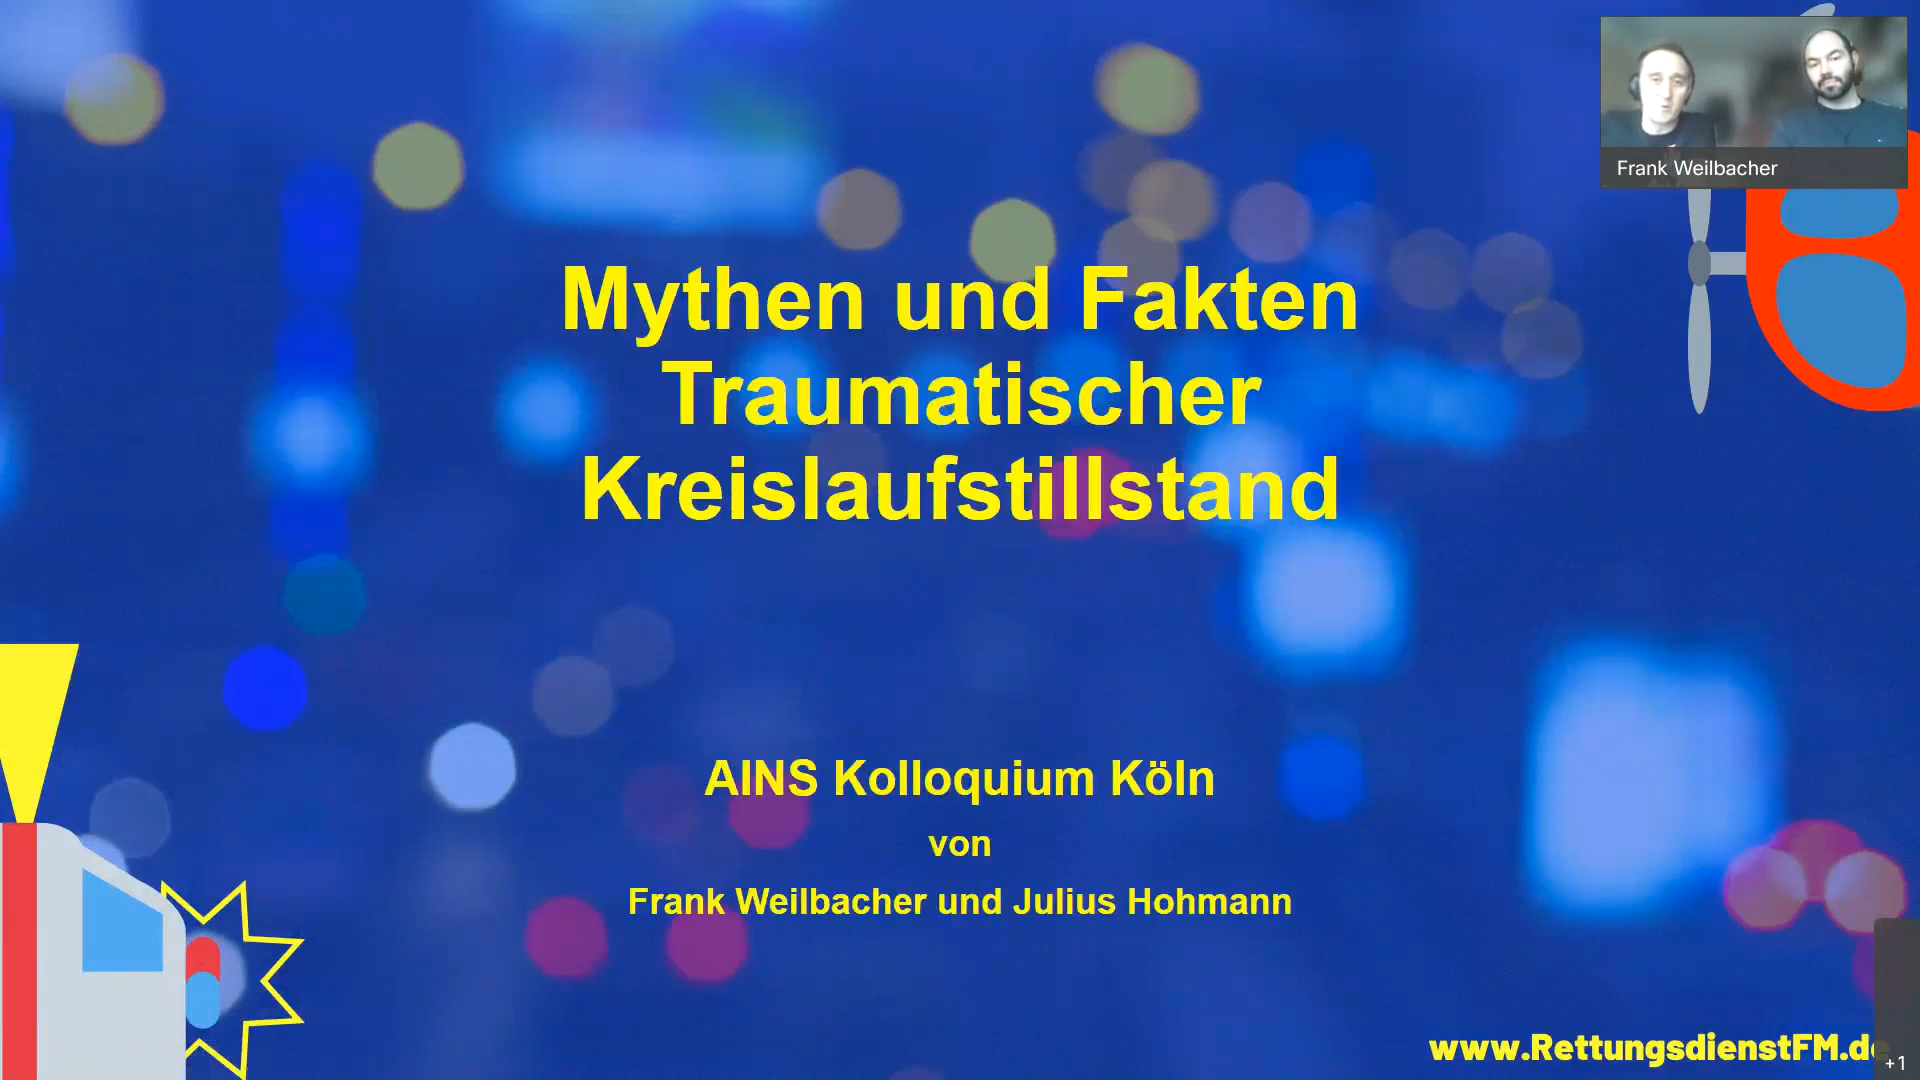 Frank Weilbacher
Mythen und Fakten
Traumatischer
Kreislaufstillstand
AINS Kolloquium Köln
von
Frank Weilbacher und Julius Hohmann
www.RettungsdienstFM.de
+1